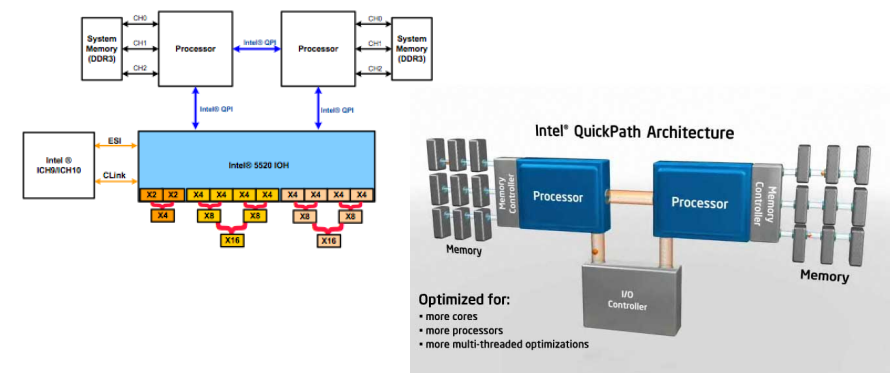 CH0
CH1
CH2
System
Memory
(DDR3)
Processor
Intel® QPI
Processor
CH0
CH1
CH2
System
Memory
(DDR3)
Intel® QPI
Intel® QPI
Intel ®
ICH9/ICH10
ESI
CLink
Intel® 5520 IOH
X2 X2 X4 X4 X4 X4 X4 X4 X4 X4
X4 X8 X8 X8 X8
X16 X16
Intel® QuickPath Architecture
Memory
Controller
Processor
Processor
Memory
Controller
Memory
I/O
Controller
Memory
Optimized for:
• more cores
• more processors
• more multi-threaded optimizations